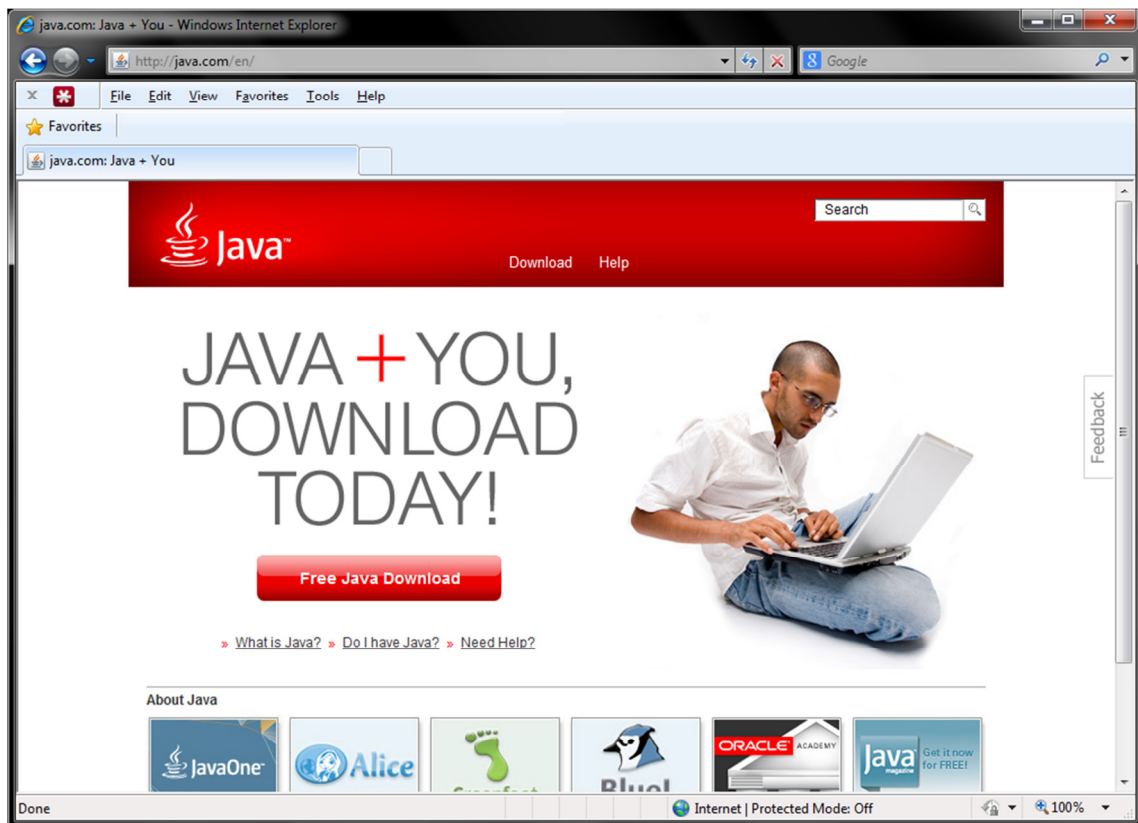 java.com: Java + You - Windows Internet Explorer
http://java.com/en/
Google
File Edit View Favorites Tools Help
Favorites
java.com: Java + You
Search
Java™
Download Help
JAVA + YOU,
DOWNLOAD
TODAY!
Feedback
Free Java Download
» What is Java? » Do I have Java? » Need Help?
About Java
JavaOne
Alice
Greenfoot
BlueJ
ORACLE ACADEMY
Java magazine
Get it now
for FREE!
Done
Internet | Protected Mode: Off
100%